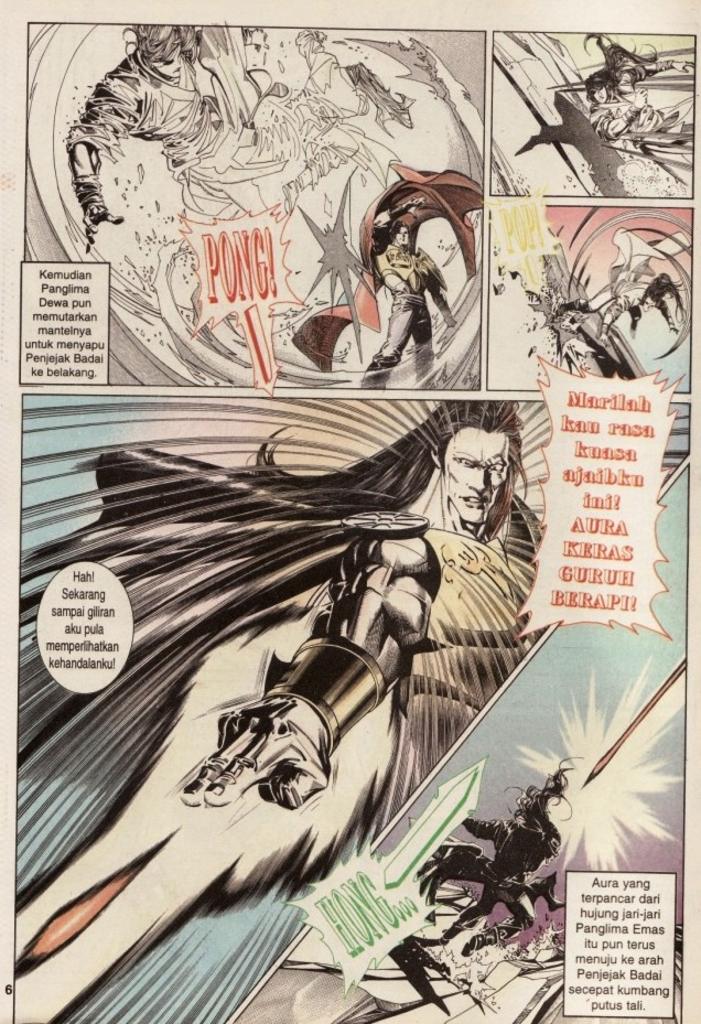 PONG!
Kemudian
Panglima
Dewa pun
memutarkan
mantelnya
untuk menyapu
Penjejak Badai
ke belakang.
POP!
Marilah
kau rasa
kuasa
ajaibku
ini!
AURA
KERAS
GURUH
BERAPI!
Hah!
Sekarang
sampai giliran
aku pula
memperlihatkan
kehandalanku!
HONG...
Aura yang
terpancar dari
hujung jari-jari
Panglima Emas
itu pun terus
menuju ke arah
Penjejak Badai
secepat kumbang
putus tali.
6